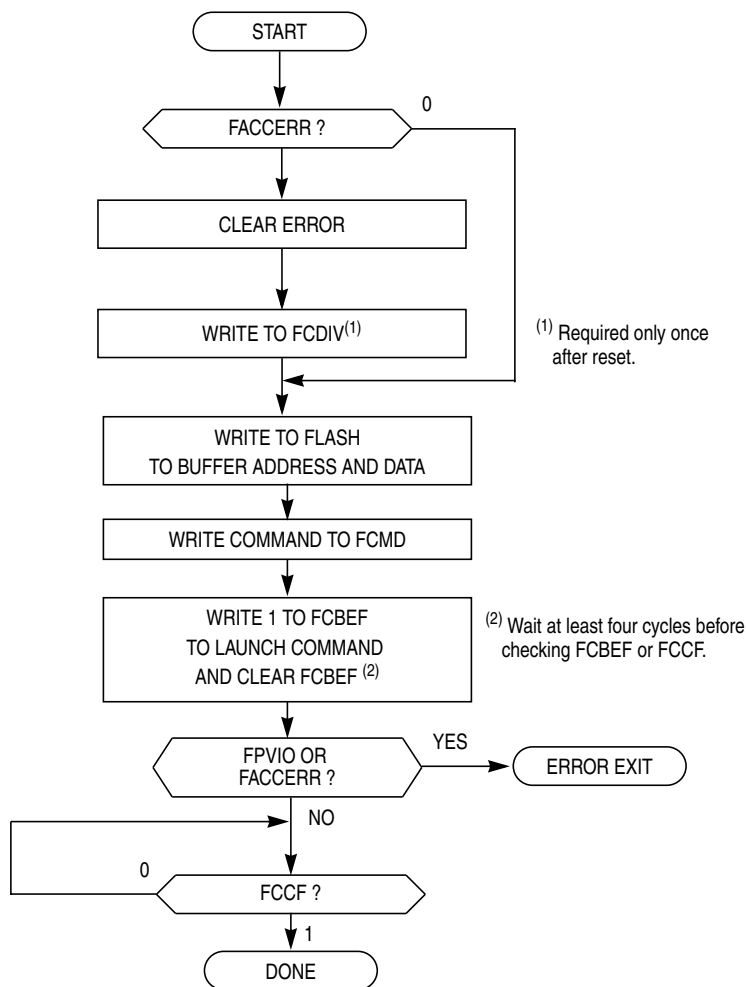 START
0
FACCERR ?
CLEAR ERROR
WRITE TO FCDIV(1)
(1) Required only once
after reset.
WRITE TO FLASH
TO BUFFER ADDRESS AND DATA
WRITE COMMAND TO FCMD
WRITE 1 TO FCBEF
TO LAUNCH COMMAND
AND CLEAR FCBEF (2)
(2) Wait at least four cycles before
checking FCBEF or FCCF.
FPVIO OR
FACCERR ?
YES
ERROR EXIT
NO
0
FCCF ?
1
DONE